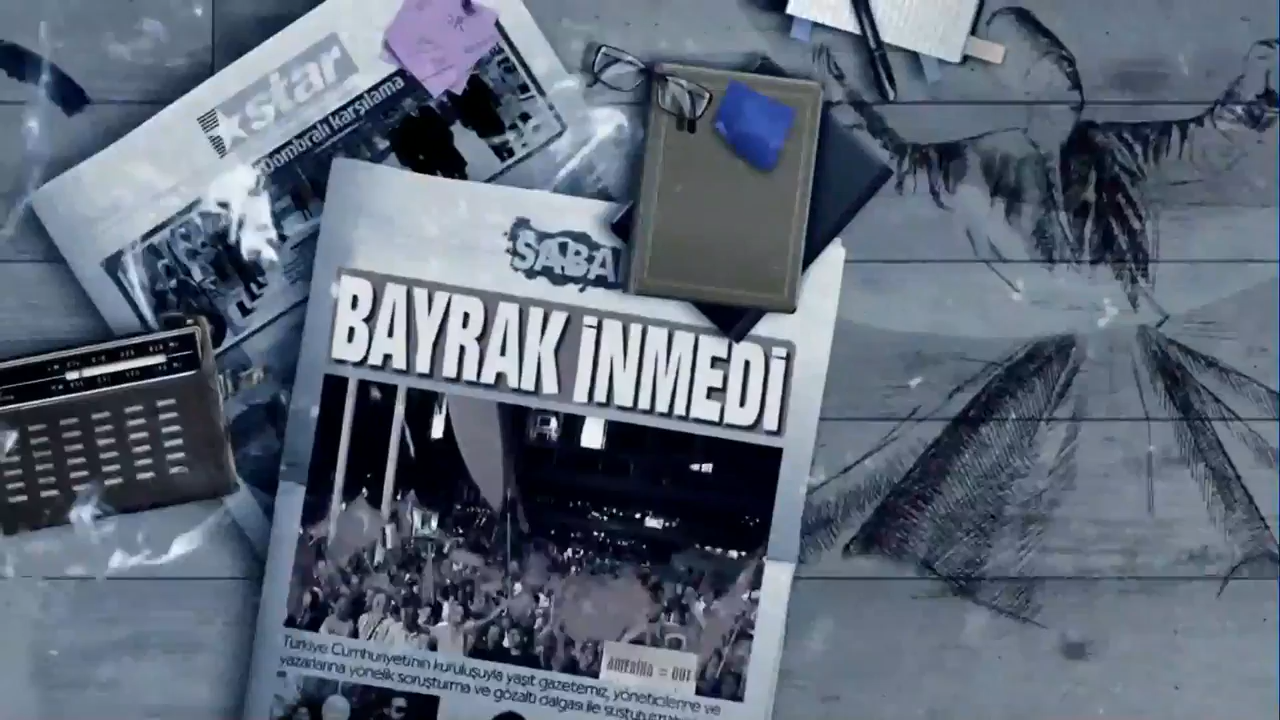 star
Dombralı karşılama
SABA
BAYRAK İNMEDİ
AMERİKA = 001
Türkiye Cumhuriyeti'nin kuruluşuyla yaşıt gazetemiz, yöneticilerine ve
yazarlarına yönelik soruşturma ve gözaltı dalgası ile